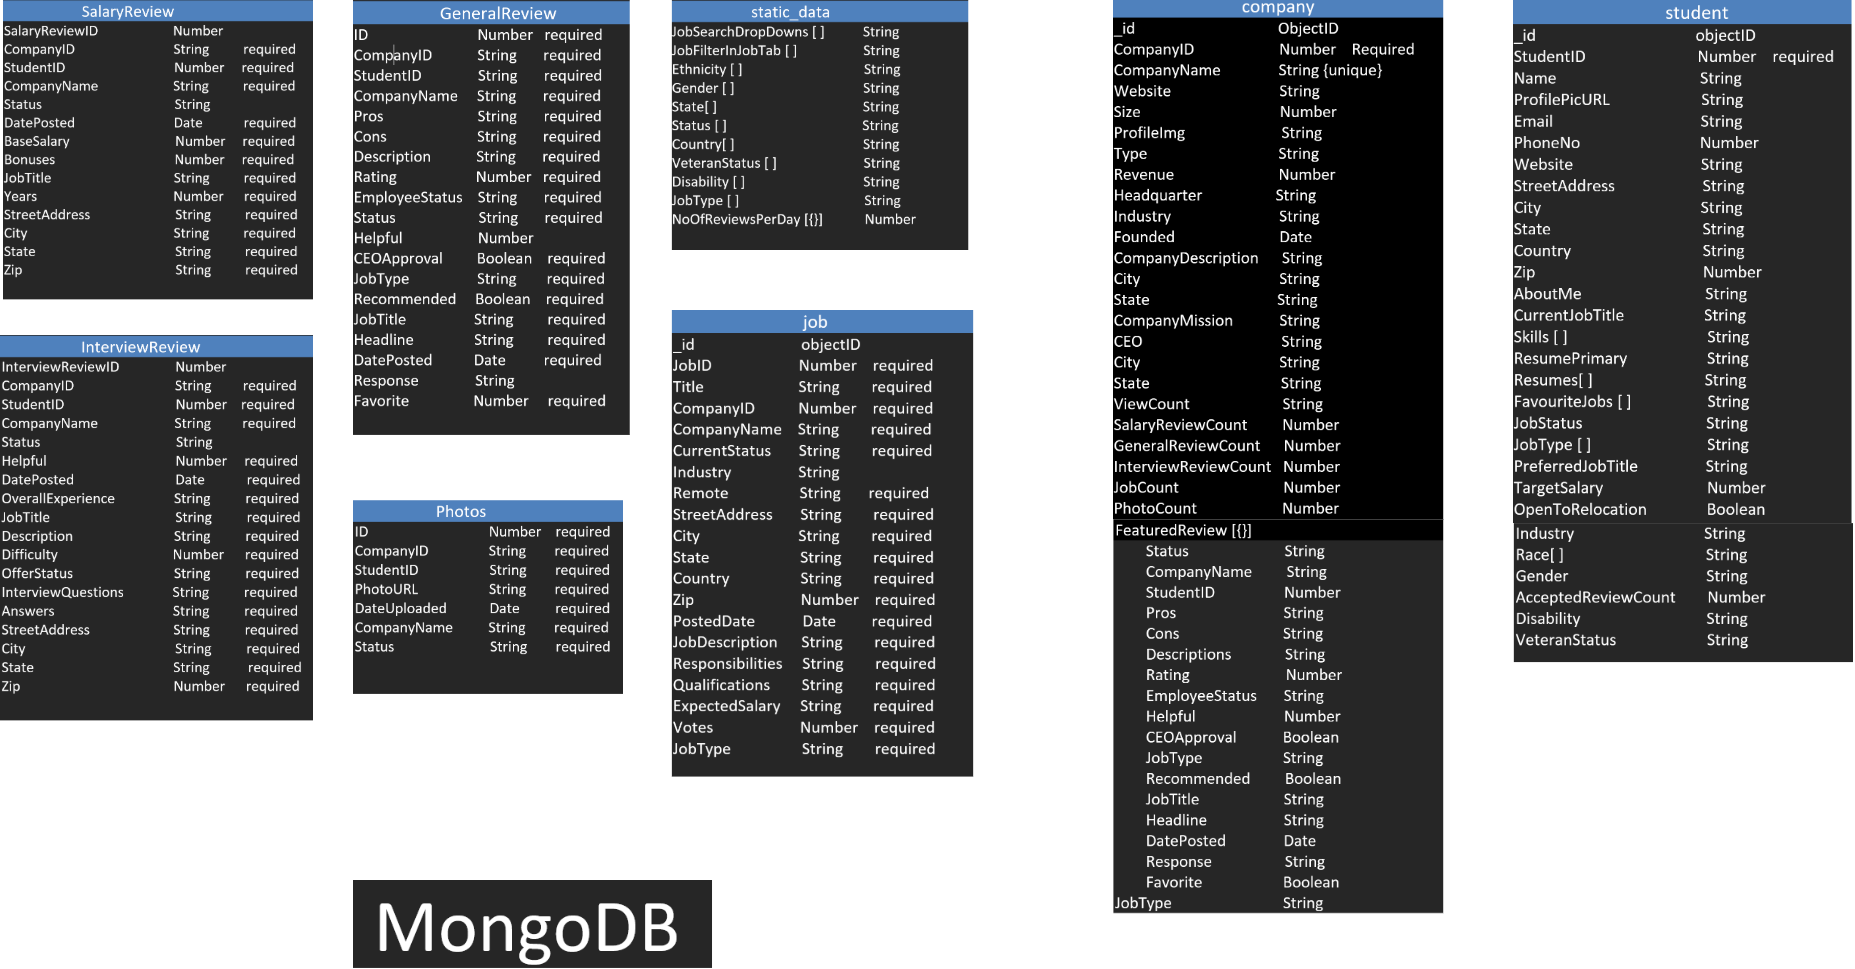 SalaryReview
SalaryReviewID Number
CompanyID String required
StudentID Number required
CompanyName String required
Status String
DatePosted Date required
BaseSalary Number required
Bonuses Number required
JobTitle String required
Years Number required
StreetAddress String required
City String required
State String required
Zip String required
InterviewReview
InterviewReviewID Number
CompanyID String required
StudentID Number required
CompanyName String required
Status String
Helpful Number required
DatePosted Date required
OverallExperience String required
JobTitle String required
Description String required
Difficulty Number required
OfferStatus String required
InterviewQuestions String required
Answers String required
StreetAddress String required
City String required
State String required
Zip Number required
GeneralReview
ID Number required
CompanyID String required
StudentID String required
CompanyName String required
Pros String required
Cons String required
Description String required
Rating Number required
EmployeeStatus String required
Status String required
Helpful Number
CEOApproval Boolean required
JobType String required
Recommended Boolean required
JobTitle String required
Headline String required
DatePosted Date required
Response String
Favorite Number required
Photos
ID Number required
CompanyID String required
StudentID String required
PhotoURL String required
DateUploaded Date required
CompanyName String required
Status String required
static_data
JobSearchDropDowns [ ] String
JobFilterInJobTab [ ] String
Ethnicity [ ] String
Gender [ ] String
State[ ] String
Status [ ] String
Country[ ] String
VeteranStatus [ ] String
Disability [ ] String
JobType [ ] String
NoOfReviewsPerDay [{}] Number
job
_id objectID
JobID Number required
Title String required
CompanyID Number required
CompanyName String required
CurrentStatus String required
Industry String
Remote String required
StreetAddress String required
City String required
State String required
Country String required
Zip Number required
PostedDate Date required
JobDescription String required
Responsibilities String required
Qualifications String required
ExpectedSalary String required
Votes Number required
JobType String required
company
_id ObjectID
CompanyID Number Required
CompanyName String {unique}
Website String
Size Number
ProfileImg String
Type String
Revenue Number
Headquarter String
Industry String
Founded Date
CompanyDescription String
City String
State String
CompanyMission String
CEO String
City String
State String
ViewCount String
SalaryReviewCount Number
GeneralReviewCount Number
InterviewReviewCount Number
JobCount Number
PhotoCount Number
FeaturedReview [{}]
Status String
CompanyName String
StudentID Number
Pros String
Cons String
Descriptions String
Rating Number
EmployeeStatus String
Helpful Number
CEOApproval Boolean
JobType String
Recommended Boolean
JobTitle String
Headline String
DatePosted Date
Response String
Favorite Boolean
JobType String
student
_id objectID
StudentID Number required
Name String
ProfilePicURL String
Email String
PhoneNo Number
Website String
StreetAddress String
City String
State String
Country String
Zip Number
AboutMe String
CurrentJobTitle String
Skills [ ] String
ResumePrimary String
Resumes[ ] String
FavouriteJobs [ ] String
JobStatus String
JobType [ ] String
PreferredJobTitle String
TargetSalary Number
OpenToRelocation Boolean
Industry String
Race[ ] String
Gender String
AcceptedReviewCount Number
Disability String
VeteranStatus String
MongoDB